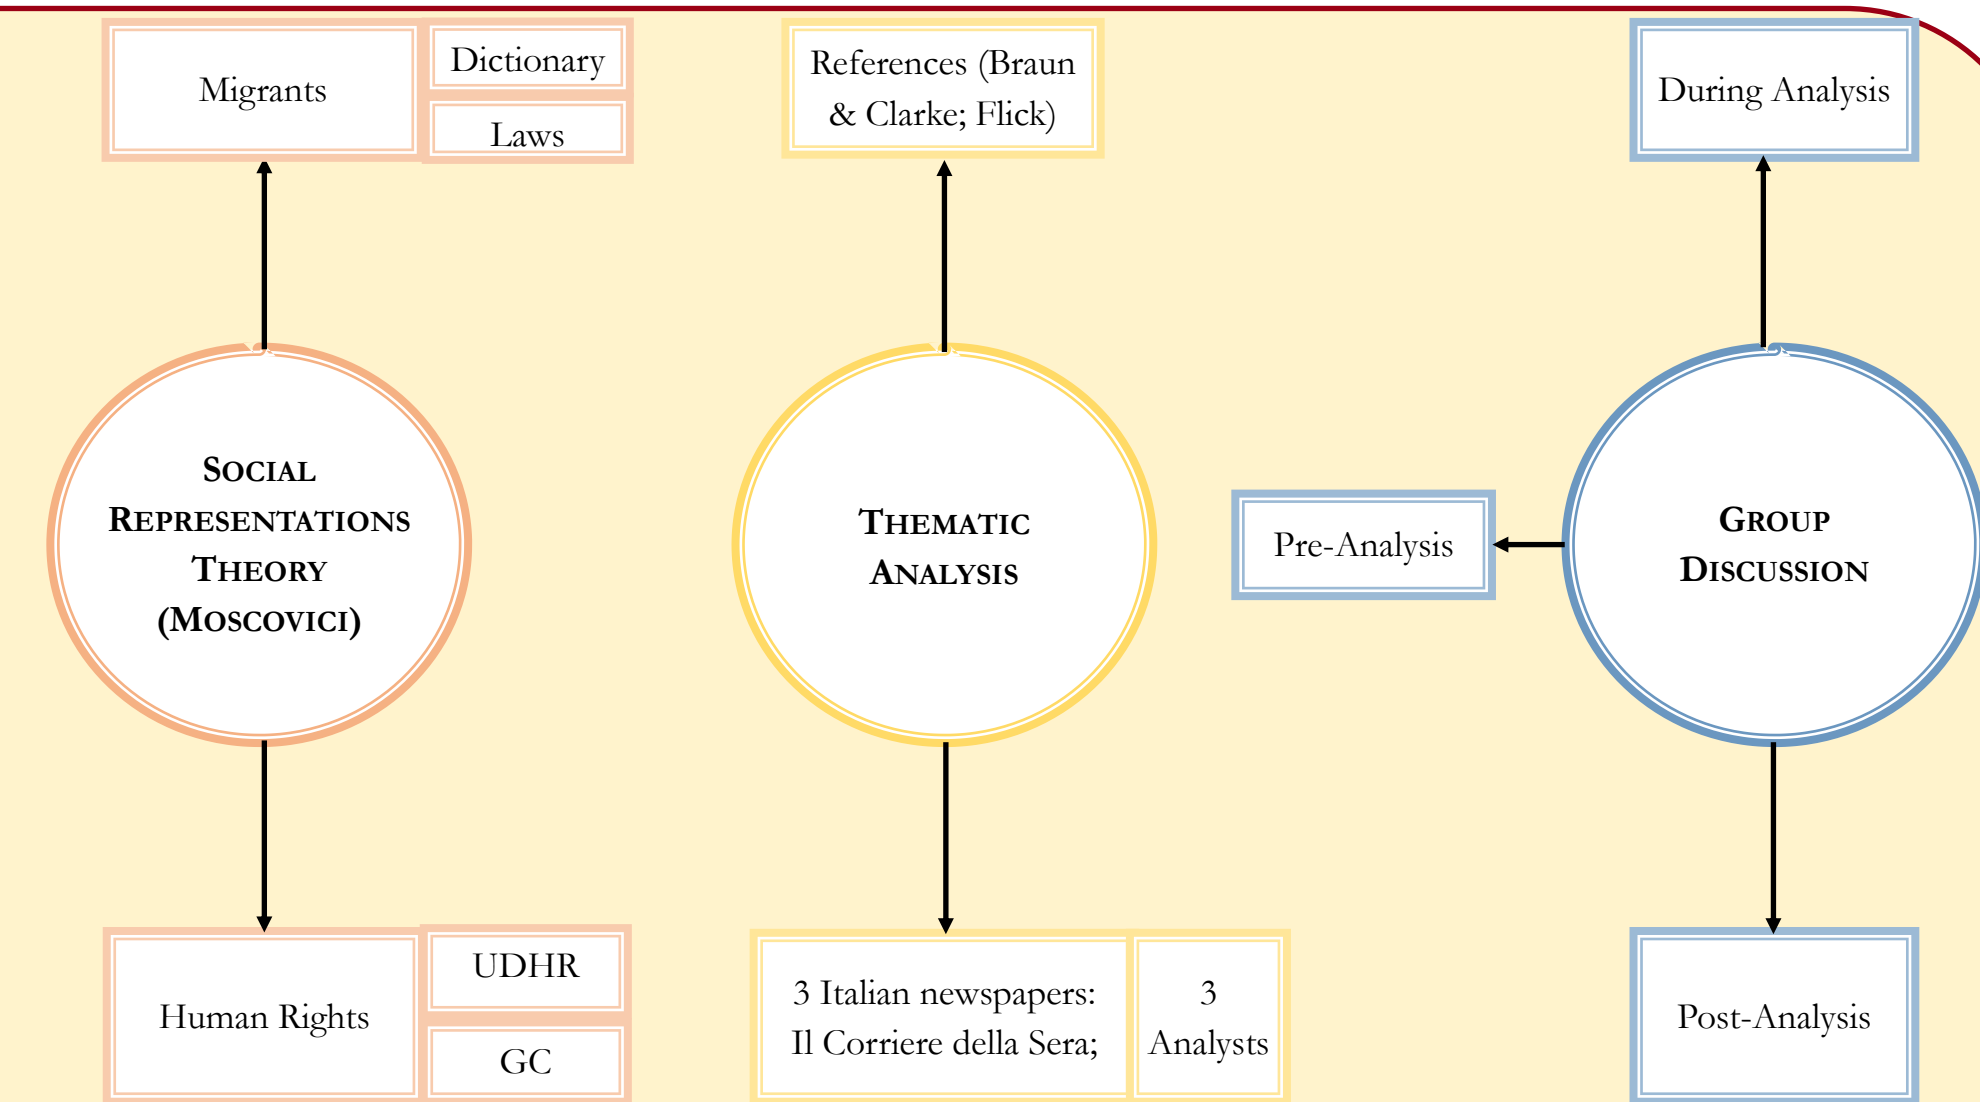 Migrants
Dictionary
Laws
References (Braun
& Clarke; Flick)
During Analysis
SOCIAL
REPRESENTATIONS
THEORY
(MOSCOVICI)
THEMATIC
ANALYSIS
Pre-Analysis
GROUP
DISCUSSION
Human Rights
UDHR
GC
3 Italian newspapers:
Il Corriere della Sera;
3
Analysts
Post-Analysis